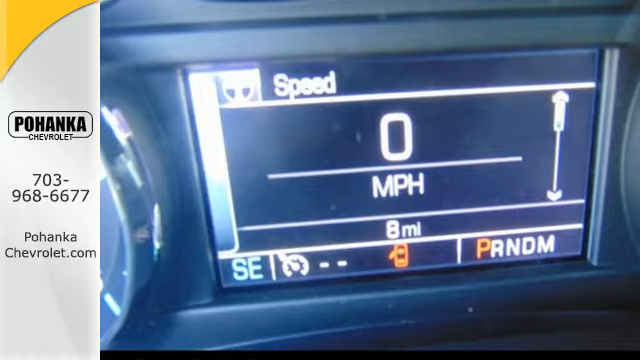 POHANKA
CHEVROLET
703-
968-6677
Pohanka
Chevrolet.com
Speed
0
MPH
8 mi
SE -- PRNDM